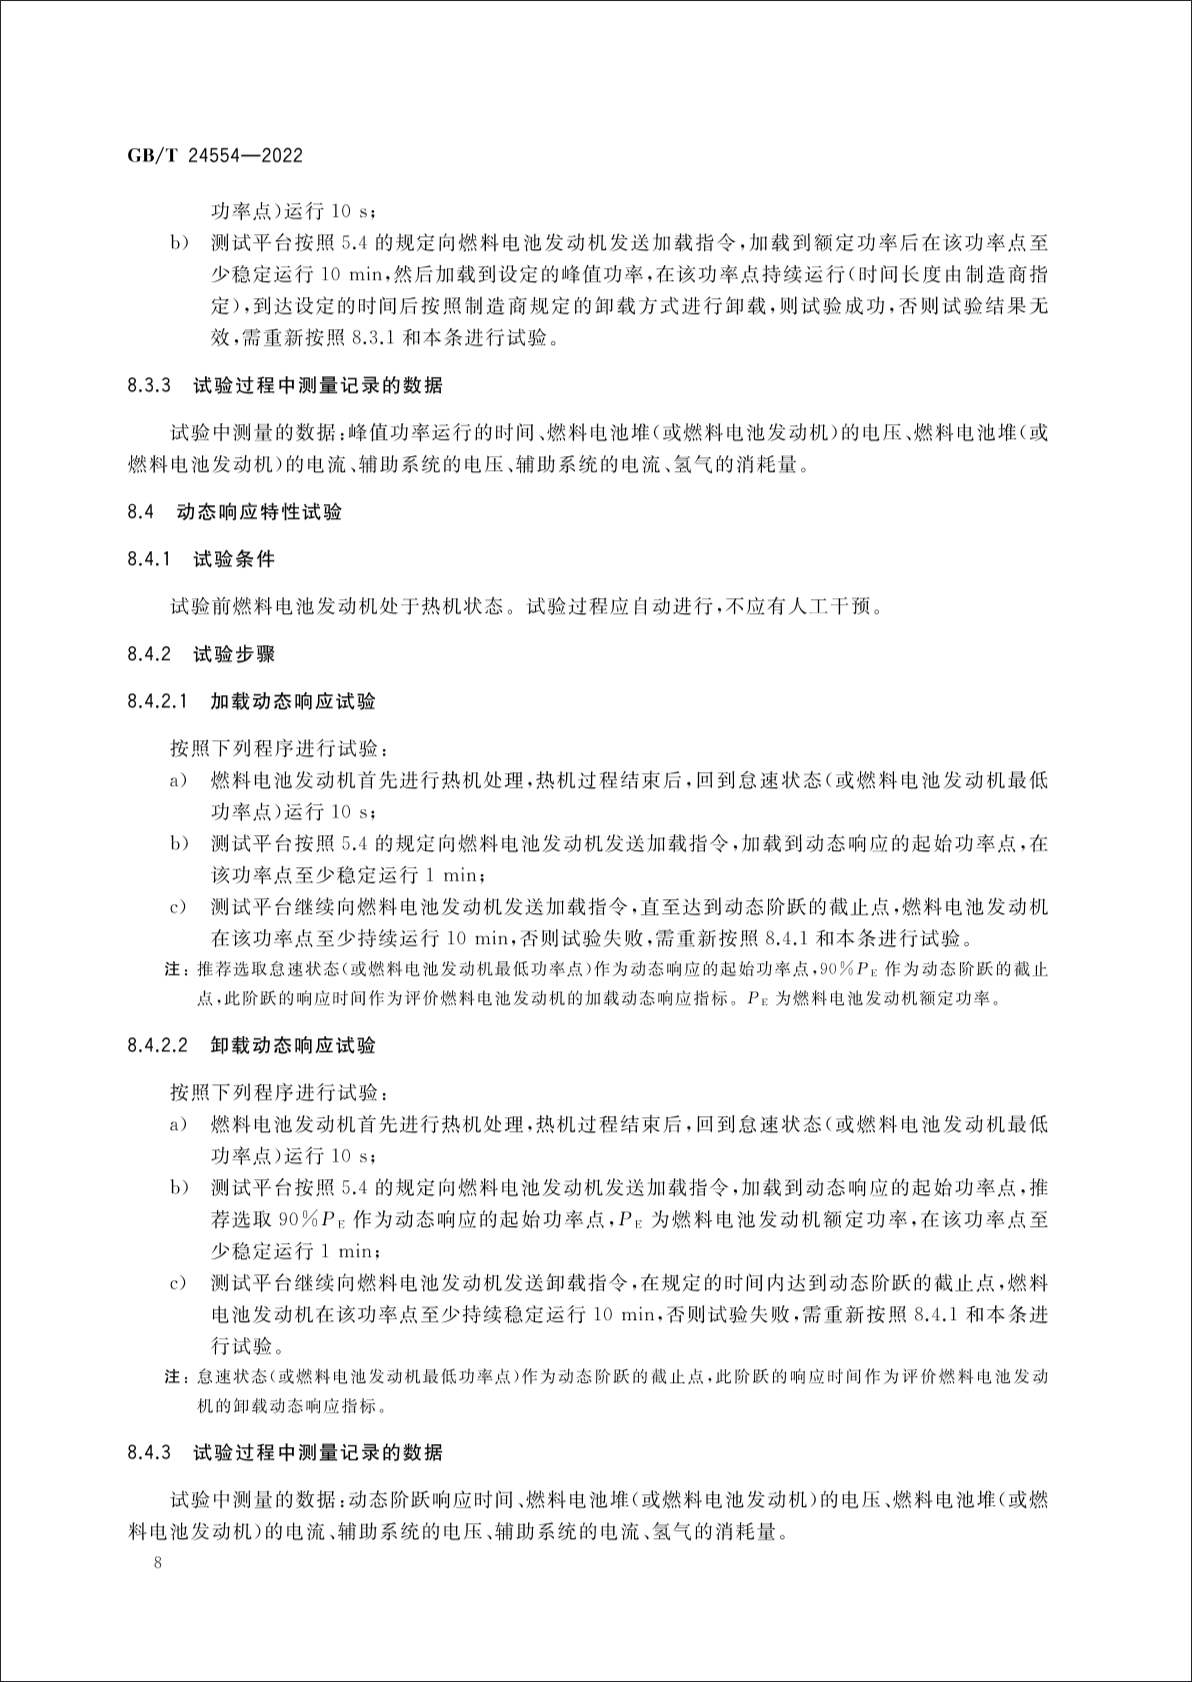 GB/T 24554—2022
功率点)运行 10 s;
b) 测试平台按照 5.4 的规定向燃料电池发动机发送加载指令,加载到额定功率后在该功率点至
少稳定运行 10 min,然后加载到设定的峰值功率,在该功率点持续运行(时间长度由制造商指
定),到达设定的时间后按照制造商规定的卸载方式进行卸载,则试验成功,否则试验结果无
效,需重新按照 8.3.1 和本条进行试验。
8.3.3 试验过程中测量记录的数据
试验中测量的数据:峰值功率运行的时间、燃料电池堆(或燃料电池发动机)的电压、燃料电池堆(或
燃料电池发动机)的电流、辅助系统的电压、辅助系统的电流、氢气的消耗量。
8.4 动态响应特性试验
8.4.1 试验条件
试验前燃料电池发动机处于热机状态。试验过程应自动进行,不应有人工干预。
8.4.2 试验步骤
8.4.2.1 加载动态响应试验
按照下列程序进行试验:
a) 燃料电池发动机首先进行热机处理,热机过程结束后,回到怠速状态(或燃料电池发动机最低
功率点)运行 10 s;
b) 测试平台按照 5.4 的规定向燃料电池发动机发送加载指令,加载到动态响应的起始功率点,在
该功率点至少稳定运行 1 min;
c) 测试平台继续向燃料电池发动机发送加载指令,直至达到动态阶跃的截止点,燃料电池发动机
在该功率点至少持续运行 10 min,否则试验失败,需重新按照 8.4.1 和本条进行试验。
注:推荐选取怠速状态(或燃料电池发动机最低功率点)作为动态响应的起始功率点,90%PE 作为动态阶跃的截止
点,此阶跃的响应时间作为评价燃料电池发动机的加载动态响应指标。PE 为燃料电池发动机额定功率。
8.4.2.2 卸载动态响应试验
按照下列程序进行试验:
a) 燃料电池发动机首先进行热机处理,热机过程结束后,回到怠速状态(或燃料电池发动机最低
功率点)运行 10 s;
b) 测试平台按照 5.4 的规定向燃料电池发动机发送加载指令,加载到动态响应的起始功率点,推
荐选取 90%PE 作为动态响应的起始功率点,PE 为燃料电池发动机额定功率,在该功率点至
少稳定运行 1 min;
c) 测试平台继续向燃料电池发动机发送卸载指令,在规定的时间内达到动态阶跃的截止点,燃料
电池发动机在该功率点至少持续稳定运行 10 min,否则试验失败,需重新按照 8.4.1 和本条进
行试验。
注:怠速状态(或燃料电池发动机最低功率点)作为动态阶跃的截止点,此阶跃的响应时间作为评价燃料电池发动
机的卸载动态响应指标。
8.4.3 试验过程中测量记录的数据
试验中测量的数据:动态阶跃响应时间、燃料电池堆(或燃料电池发动机)的电压、燃料电池堆(或燃
料电池发动机)的电流、辅助系统的电压、辅助系统的电流、氢气的消耗量。
8